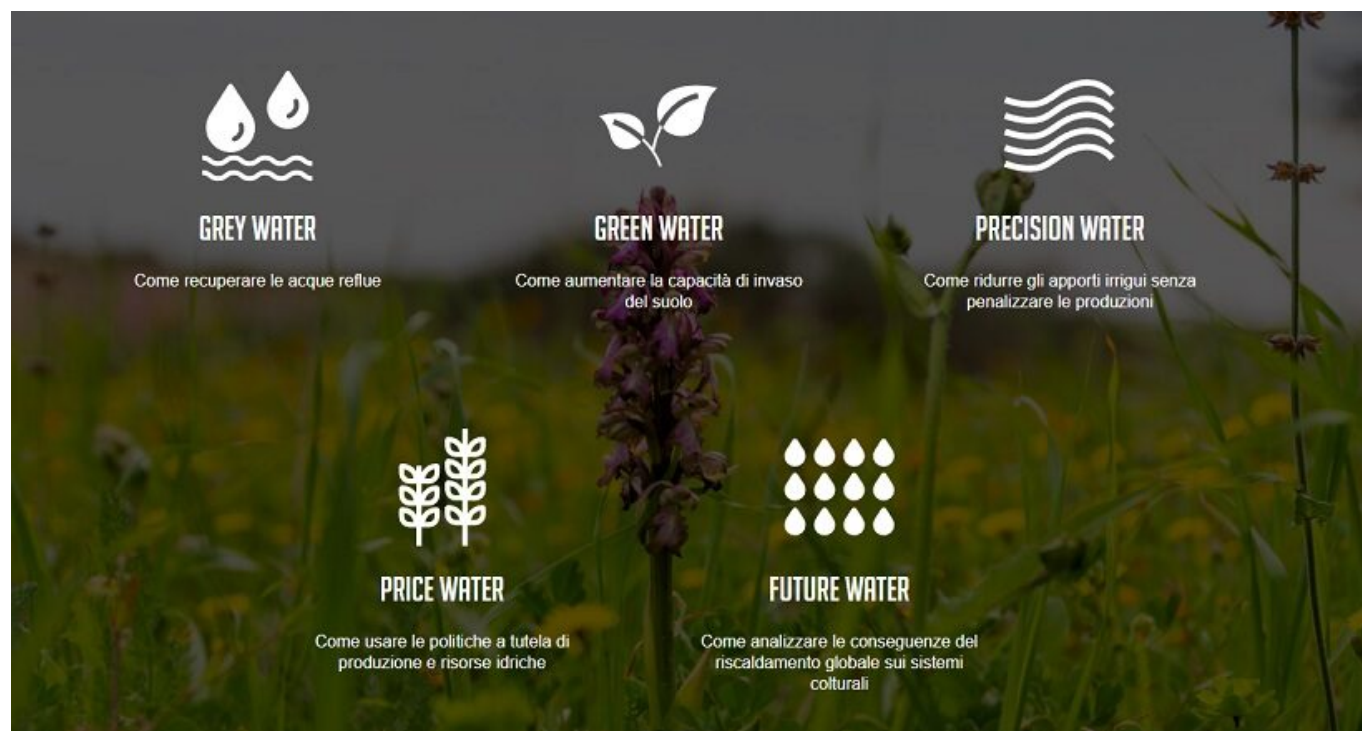 GREY WATER
Come recuperare le acque reflue
GREEN WATER
Come aumentare la capacità di invaso
del suolo
PRECISION WATER
Come ridurre gli apporti irrigui senza
penalizzare le produzioni
PRICE WATER
Come usare le politiche a tutela di
produzione e risorse idriche
FUTURE WATER
Come analizzare le conseguenze del
riscaldamento globale sui sistemi
colturali